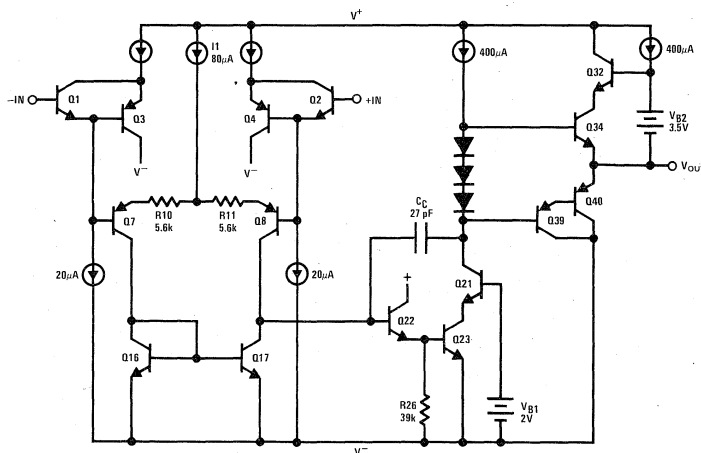 V+
I1
80µA
400µA
400µA
Q32
−IN
Q1
Q3
Q4
Q2
+IN
V−
V−
Q34
VB2
3.5V
VOU
R10
5.6k
R11
5.6k
Q7
Q8
CC
27 pF
Q39
Q40
20µA
20µA
+
Q21
Q22
Q23
Q16
Q17
R26
39k
VB1
2V
V−